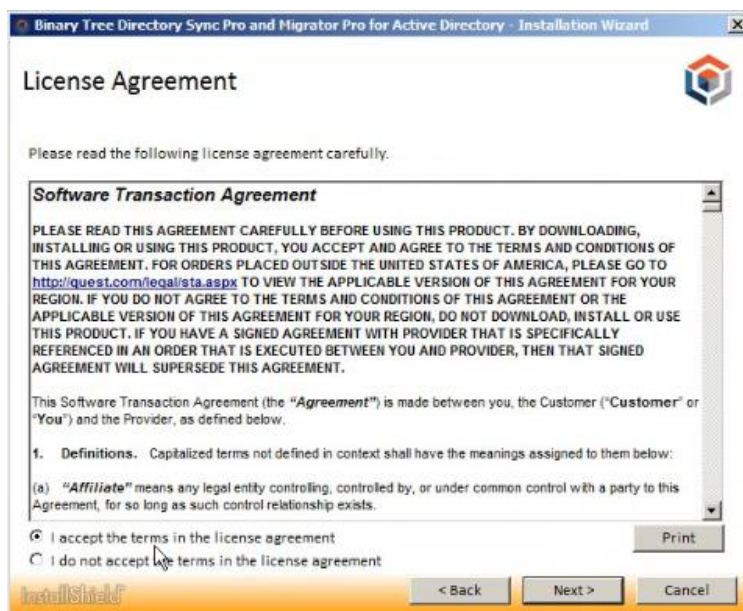 Binary Tree Directory Sync Pro and Migrator Pro for Active Directory - Installation Wizard
License Agreement
Please read the following license agreement carefully.
Software Transaction Agreement
PLEASE READ THIS AGREEMENT CAREFULLY BEFORE USING THIS PRODUCT. BY DOWNLOADING,
INSTALLING OR USING THIS PRODUCT, YOU ACCEPT AND AGREE TO THE TERMS AND CONDITIONS OF
THIS AGREEMENT. FOR ORDERS PLACED OUTSIDE THE UNITED STATES OF AMERICA, PLEASE GO TO
http://quest.com/legal/sta.aspx TO VIEW THE APPLICABLE VERSION OF THIS AGREEMENT FOR YOUR
REGION. IF YOU DO NOT AGREE TO THE TERMS AND CONDITIONS OF THIS AGREEMENT OR THE
APPLICABLE VERSION OF THIS AGREEMENT FOR YOUR REGION, DO NOT DOWNLOAD, INSTALL OR USE
THIS PRODUCT. IF YOU HAVE A SIGNED AGREEMENT WITH PROVIDER THAT IS SPECIFICALLY
REFERENCED IN AN ORDER THAT IS EXECUTED BETWEEN YOU AND PROVIDER, THEN THAT SIGNED
AGREEMENT WILL SUPERSEDE THIS AGREEMENT.
This Software Transaction Agreement (the "Agreement") is made between you, the Customer ("Customer" or
"You") and the Provider, as defined below.
1. Definitions. Capitalized terms not defined in context shall have the meanings assigned to them below:
(a) "Affiliate" means any legal entity controlling, controlled by, or under common control with a party to this
Agreement, for so long as such control relationship exists.
I accept the terms in the license agreement
Print
I do not accept the terms in the license agreement
InstallShield
< Back
Next >
Cancel